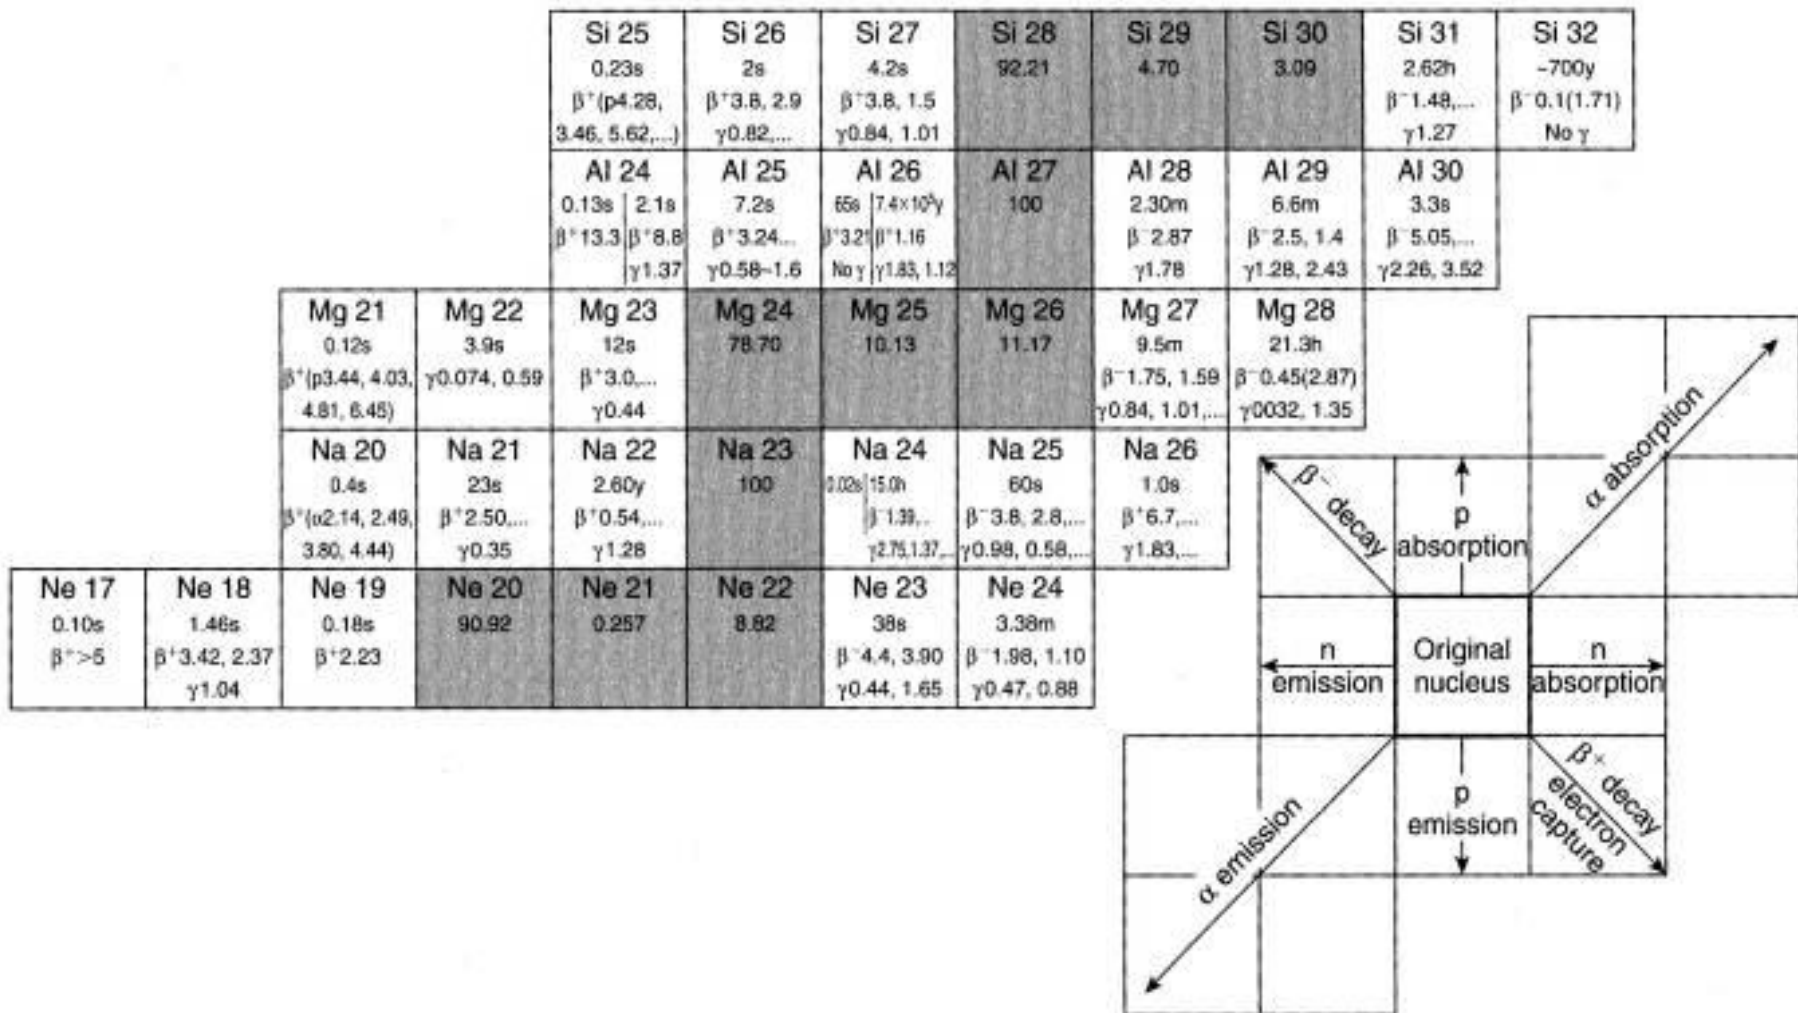 Si 25
0.23s
β⁺(p4.28,
3.46, 5.62,...)
Si 26
2s
β⁺3.8, 2.9
γ0.82,...
Si 27
4.2s
β⁺3.8, 1.5
γ0.84, 1.01
Si 28
92.21
Si 29
4.70
Si 30
3.09
Si 31
2.62h
β⁻1.48,...
γ1.27
Si 32
~700y
β⁻0.1(1.71)
No γ
Al 24
0.13s 2.1s
β⁺13.3 β⁺8.8
γ1.37
Al 25
7.2s
β⁺3.24...
γ0.58–1.6
Al 26
65s 7.4×10⁵y
β⁺3.21 β⁺1.16
No γ γ1.83, 1.12
Al 27
100
Al 28
2.30m
β⁻2.87
γ1.78
Al 29
6.6m
β⁻2.5, 1.4
γ1.28, 2.43
Al 30
3.3s
β⁻5.05,...
γ2.26, 3.52
Mg 21
0.12s
β⁺(p3.44, 4.03,
4.81, 6.45)
Mg 22
3.9s
γ0.074, 0.59
Mg 23
12s
β⁺3.0,...
γ0.44
Mg 24
78.70
Mg 25
10.13
Mg 26
11.17
Mg 27
9.5m
β⁻1.75, 1.59
γ0.84, 1.01,...
Mg 28
21.3h
β⁻0.45(2.87)
γ0032, 1.35
Na 20
0.4s
β⁺(α2.14, 2.49,
3.80, 4.44)
Na 21
23s
β⁺2.50,...
γ0.35
Na 22
2.60y
β⁺0.54,...
γ1.28
Na 23
100
Na 24
0.02s 15.0h
β⁻1.39,..
γ2.75,1.37,...
Na 25
60s
β⁻3.8, 2.8,...
γ0.98, 0.58,...
Na 26
1.0s
β⁺6.7,...
γ1.83,...
Ne 17
0.10s
β⁺>5
Ne 18
1.46s
β⁺3.42, 2.37
γ1.04
Ne 19
0.18s
β⁺2.23
Ne 20
90.92
Ne 21
0.257
Ne 22
8.82
Ne 23
38s
β⁻4.4, 3.90
γ0.44, 1.65
Ne 24
3.38m
β⁻1.98, 1.10
γ0.47, 0.88
β⁻ decay
p
absorption
α absorption
n
emission
Original
nucleus
n
absorption
α emission
p
emission
β⁺ decay
electron
capture